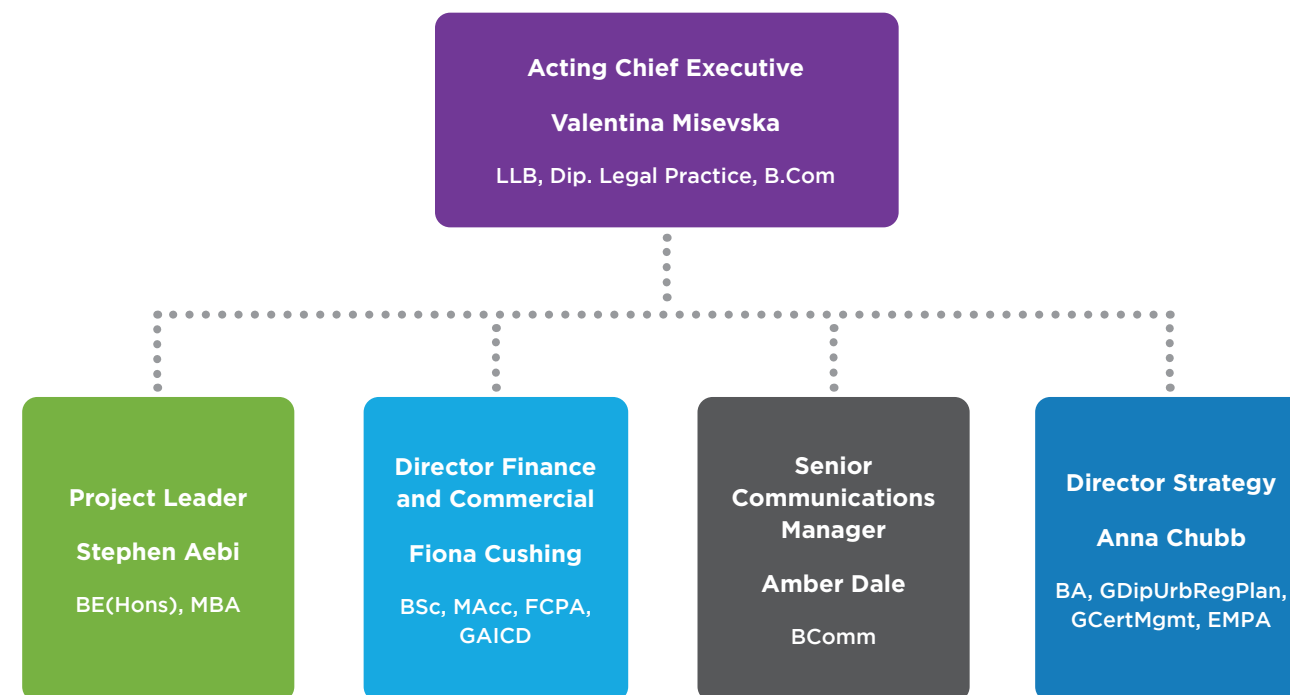 Acting Chief Executive
Valentina Misevska
LLB, Dip. Legal Practice, B.Com
Project Leader
Stephen Aebi
BE(Hons), MBA
Director Finance
and Commercial
Fiona Cushing
BSc, MAcc, FCPA,
GAICD
Senior
Communications
Manager
Amber Dale
BComm
Director Strategy
Anna Chubb
BA, GDipUrbRegPlan,
GCertMgmt, EMPA